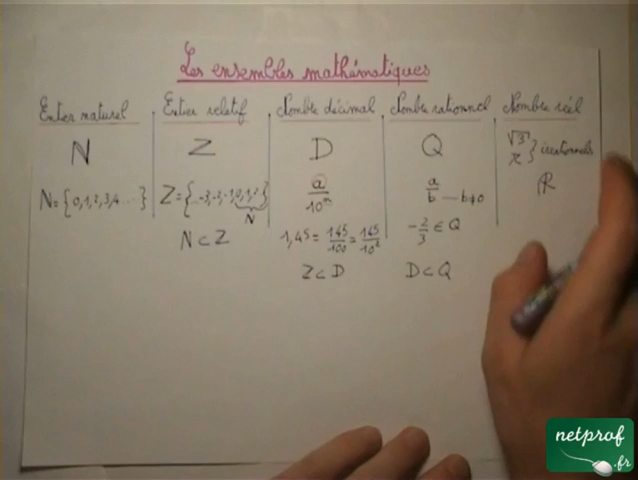 Les ensembles mathématiques
Entier naturel
N
N = {0,1,2,3,4....}
Entier relatif
Z
Z = {...-3,-2,-1,0,1,2}
N
N ⊂ Z
Nombre décimal
D
a/10ⁿ
1,45 = 145/100 = 145/10²
Z ⊂ D
Nombre rationnel
Q
a/b ... b≠0
-2/3 ∈ Q
D ⊂ Q
Nombre réel
√3
π } irrationnels
ℝ
netprof
.fr